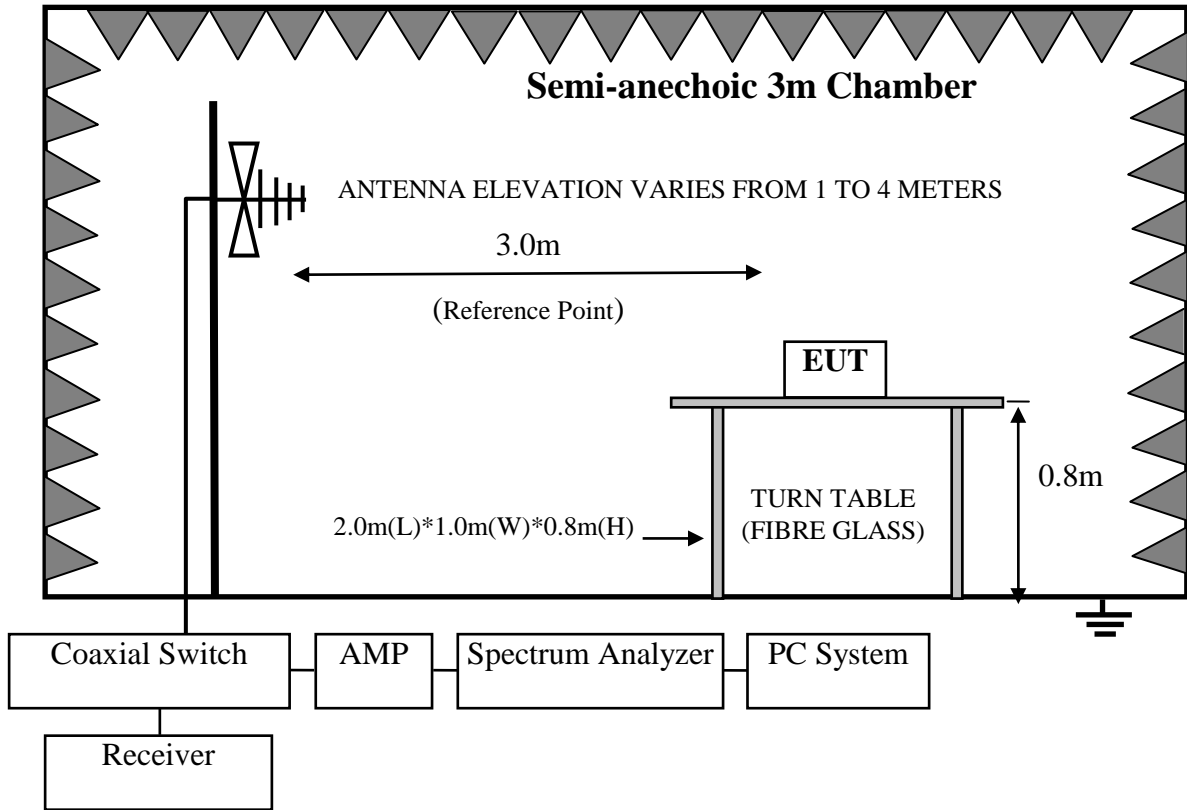 Semi-anechoic 3m Chamber
ANTENNA ELEVATION VARIES FROM 1 TO 4 METERS
3.0m
(Reference Point)
EUT
0.8m
TURN TABLE
(FIBRE GLASS)
2.0m(L)*1.0m(W)*0.8m(H)
Coaxial Switch
AMP
Spectrum Analyzer
PC System
Receiver